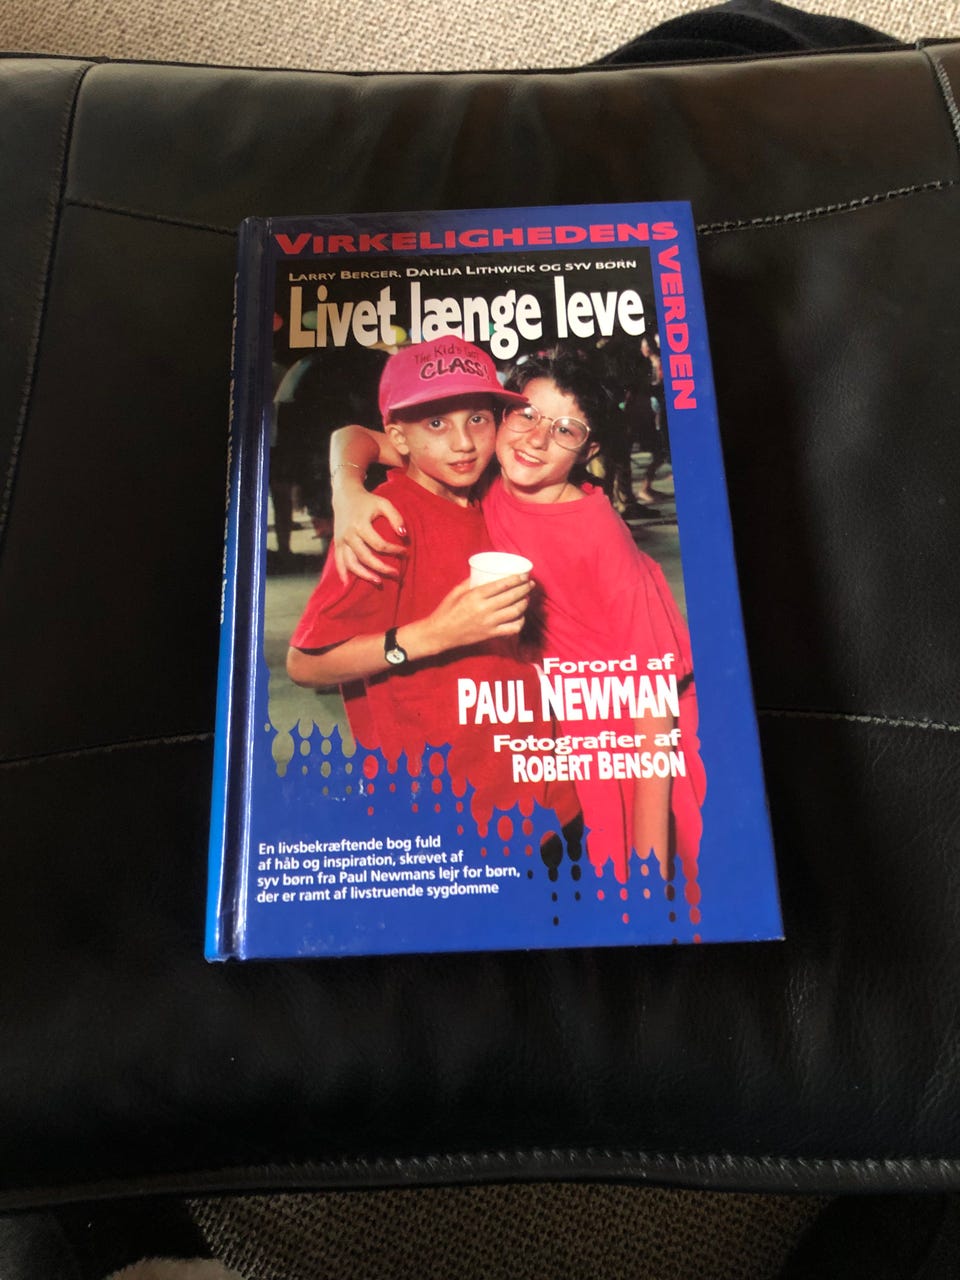 VIRKELIGHEDENS
VERDEN
LARRY BERGER, DAHLIA LITHWICK OG SYV BØRN
Livet længe leve
The Kid's Got
CLASS!
Forord af
PAUL NEWMAN
Fotografier af
ROBERT BENSON
En livsbekræftende bog fuld
af håb og inspiration, skrevet af
syv børn fra Paul Newmans lejr for børn,
der er ramt af livstruende sygdomme